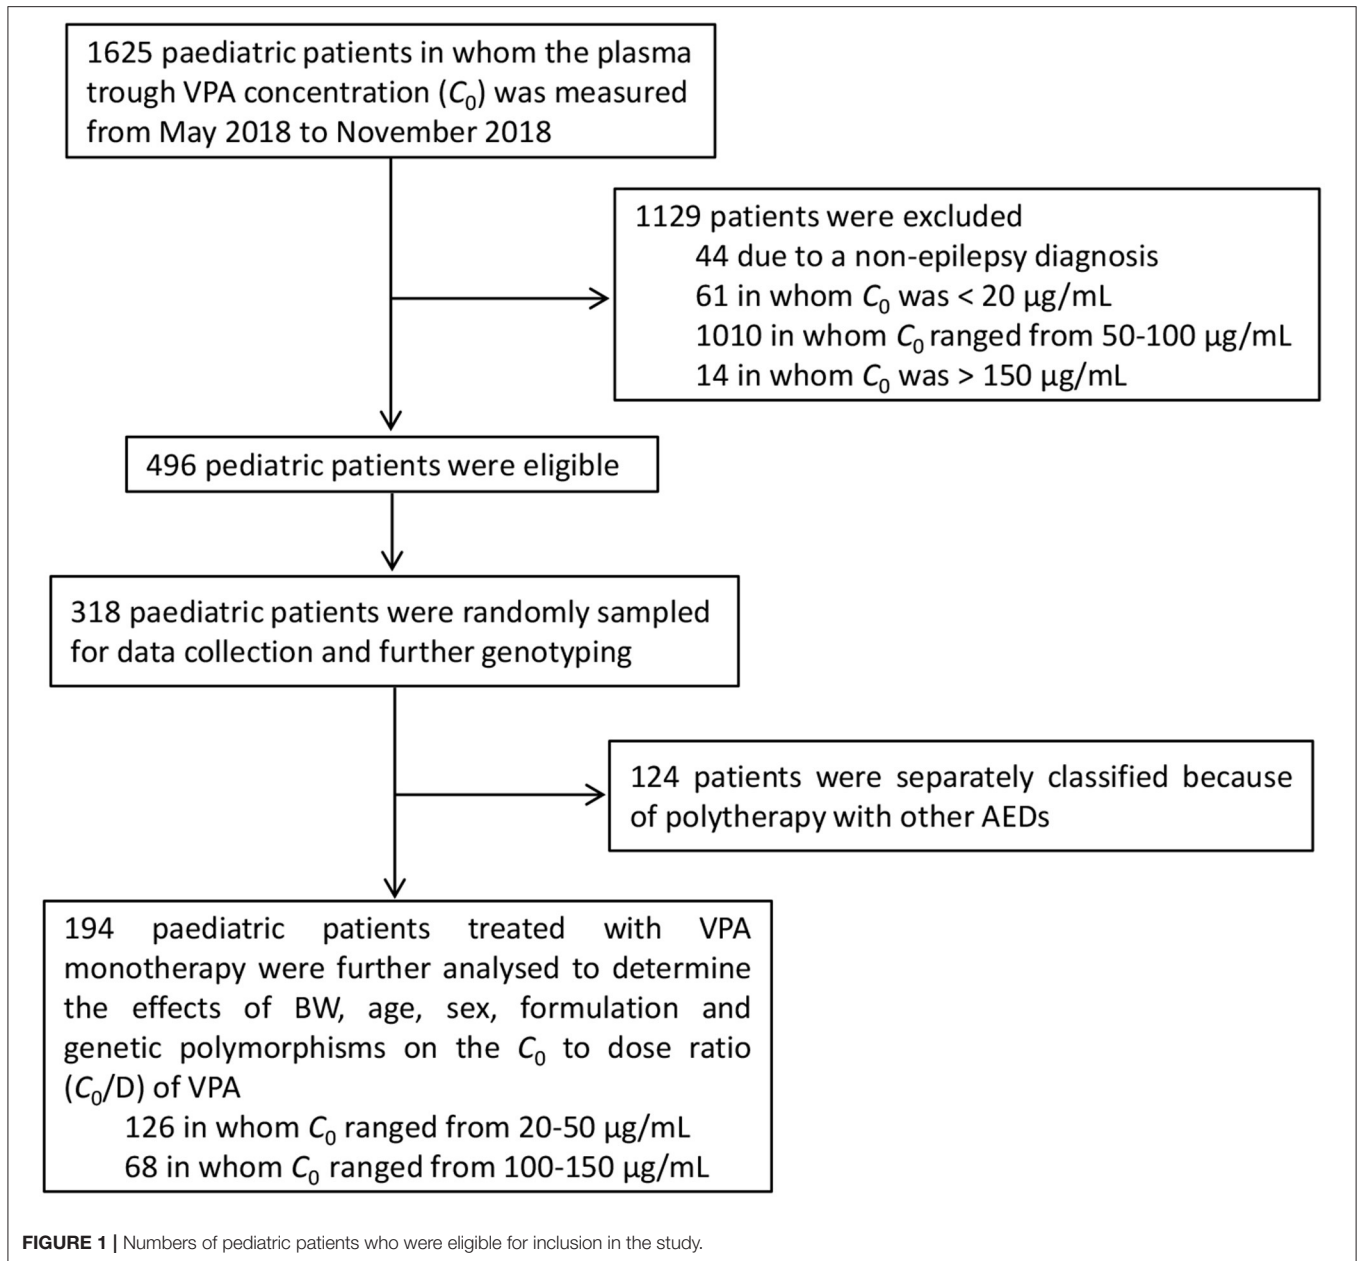 1625 paediatric patients in whom the plasma
trough VPA concentration (C0) was measured
from May 2018 to November 2018
1129 patients were excluded
44 due to a non-epilepsy diagnosis
61 in whom C0 was < 20 µg/mL
1010 in whom C0 ranged from 50-100 µg/mL
14 in whom C0 was > 150 µg/mL
496 pediatric patients were eligible
318 paediatric patients were randomly sampled
for data collection and further genotyping
124 patients were separately classified because
of polytherapy with other AEDs
194 paediatric patients treated with VPA
monotherapy were further analysed to determine
the effects of BW, age, sex, formulation and
genetic polymorphisms on the C0 to dose ratio
(C0/D) of VPA
126 in whom C0 ranged from 20-50 µg/mL
68 in whom C0 ranged from 100-150 µg/mL
FIGURE 1 | Numbers of pediatric patients who were eligible for inclusion in the study.